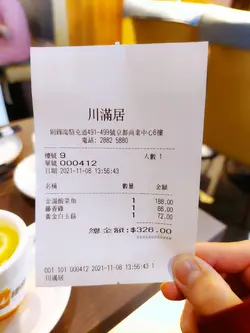 川滿居
銅鑼灣駱克道491-499號京都商業中心6樓
電話: 2882 5880
檯號 9 人數 1
單號 000412
日期 2021-11-08 13:56:43
名稱 數量 金額
金湯酸菜魚 1 188.00
藤香雞 1 66.00
黃金白玉菇 1 72.00
總金額:$326.00
001 101 000412 2021-11-08 13:56:43 1
川滿居